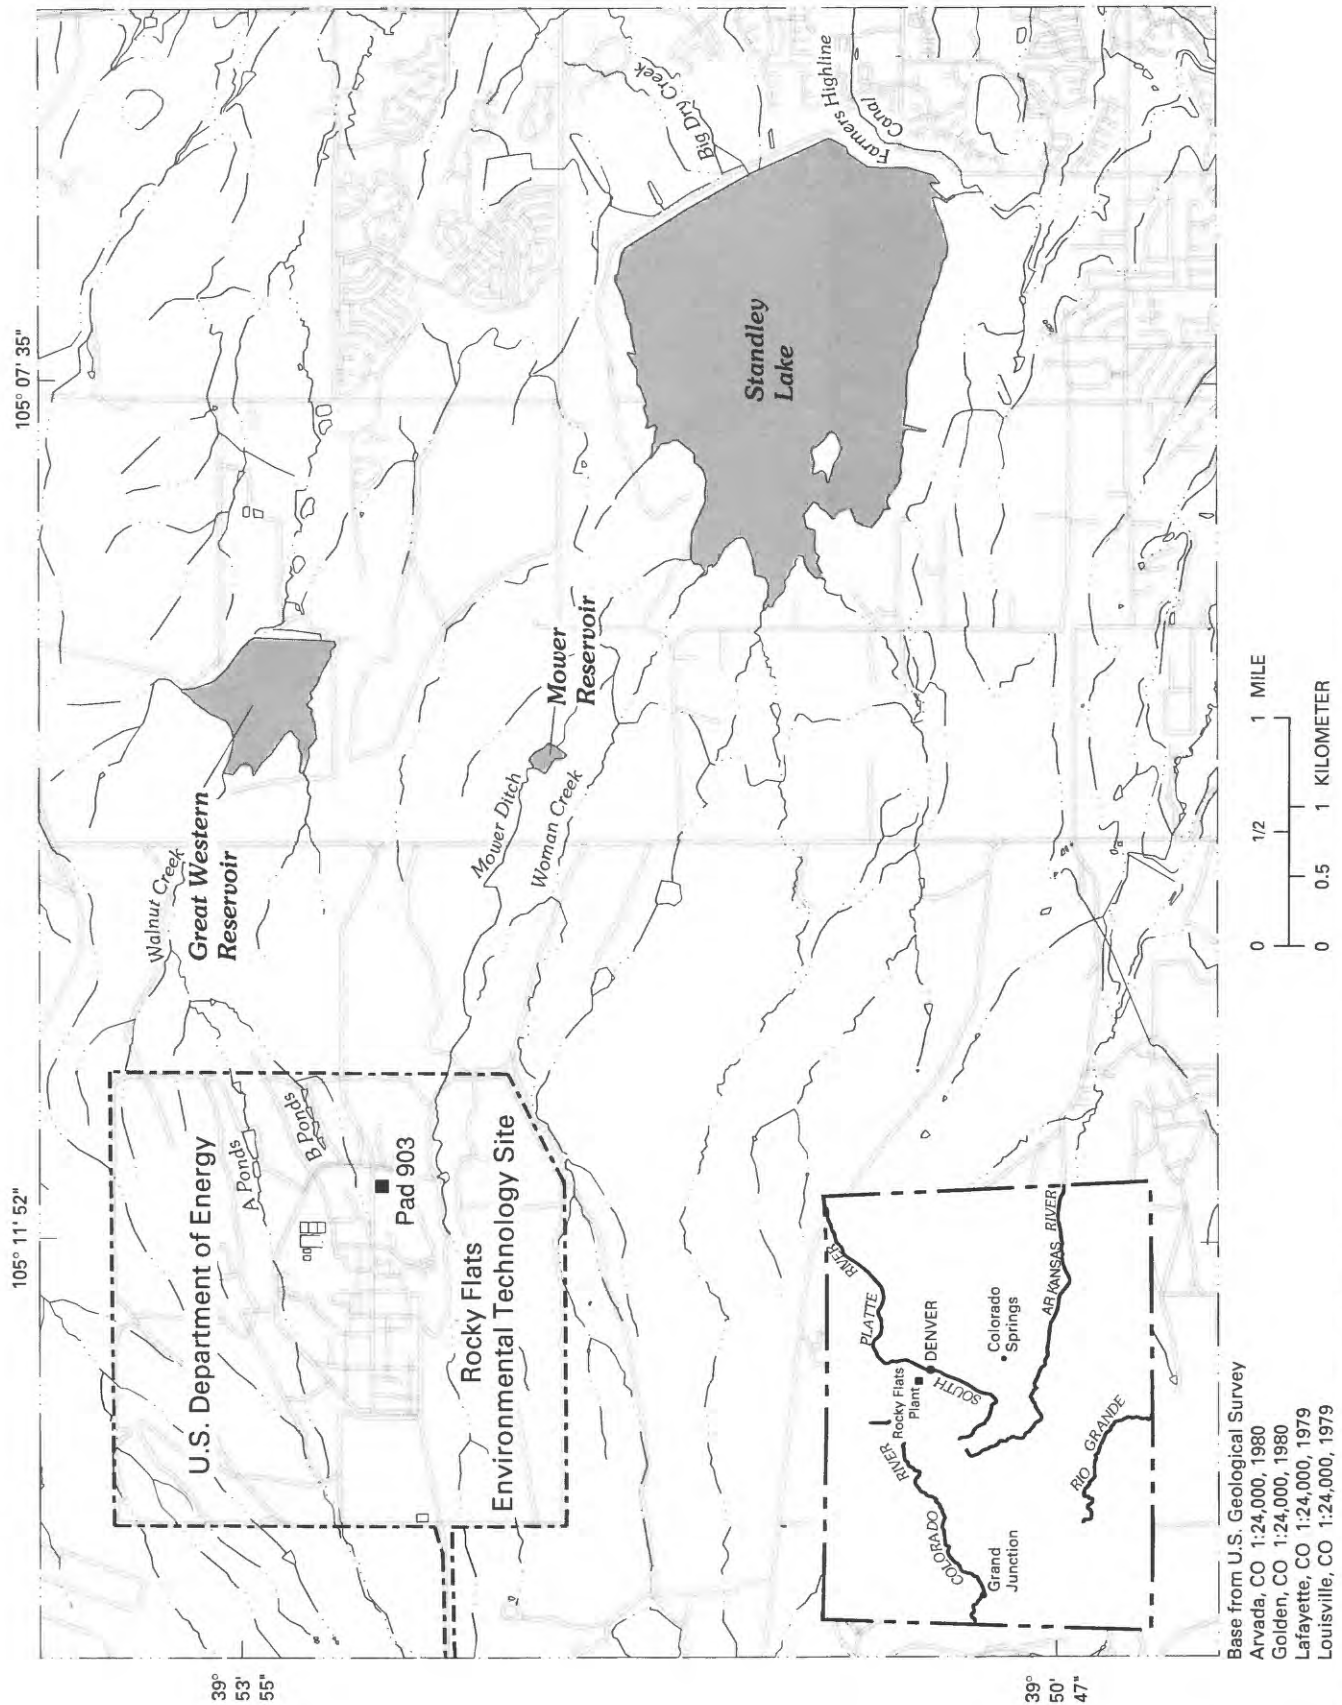 105° 11' 52"
105° 07' 35"
39°
53'
55"
39°
50'
47"
U.S. Department of Energy
A Ponds
B Ponds
Pad 903
Rocky Flats
Environmental Technology Site
Walnut Creek
Great Western
Reservoir
Mower Ditch
Woman Creek
Mower
Reservoir
Standley
Lake
Big Dry Creek
Farmers Highline
Canal
COLORADO
RIVER
Grand
Junction
Rocky Flats
Plant
SOUTH
PLATTE
RIVER
DENVER
Colorado
Springs
ARKANSAS
RIVER
RIO GRANDE
0
1/2
1 MILE
0
0.5
1 KILOMETER
Base from U.S. Geological Survey
Arvada, CO 1:24,000, 1980
Golden, CO 1:24,000, 1980
Lafayette, CO 1:24,000, 1979
Louisville, CO 1:24,000, 1979